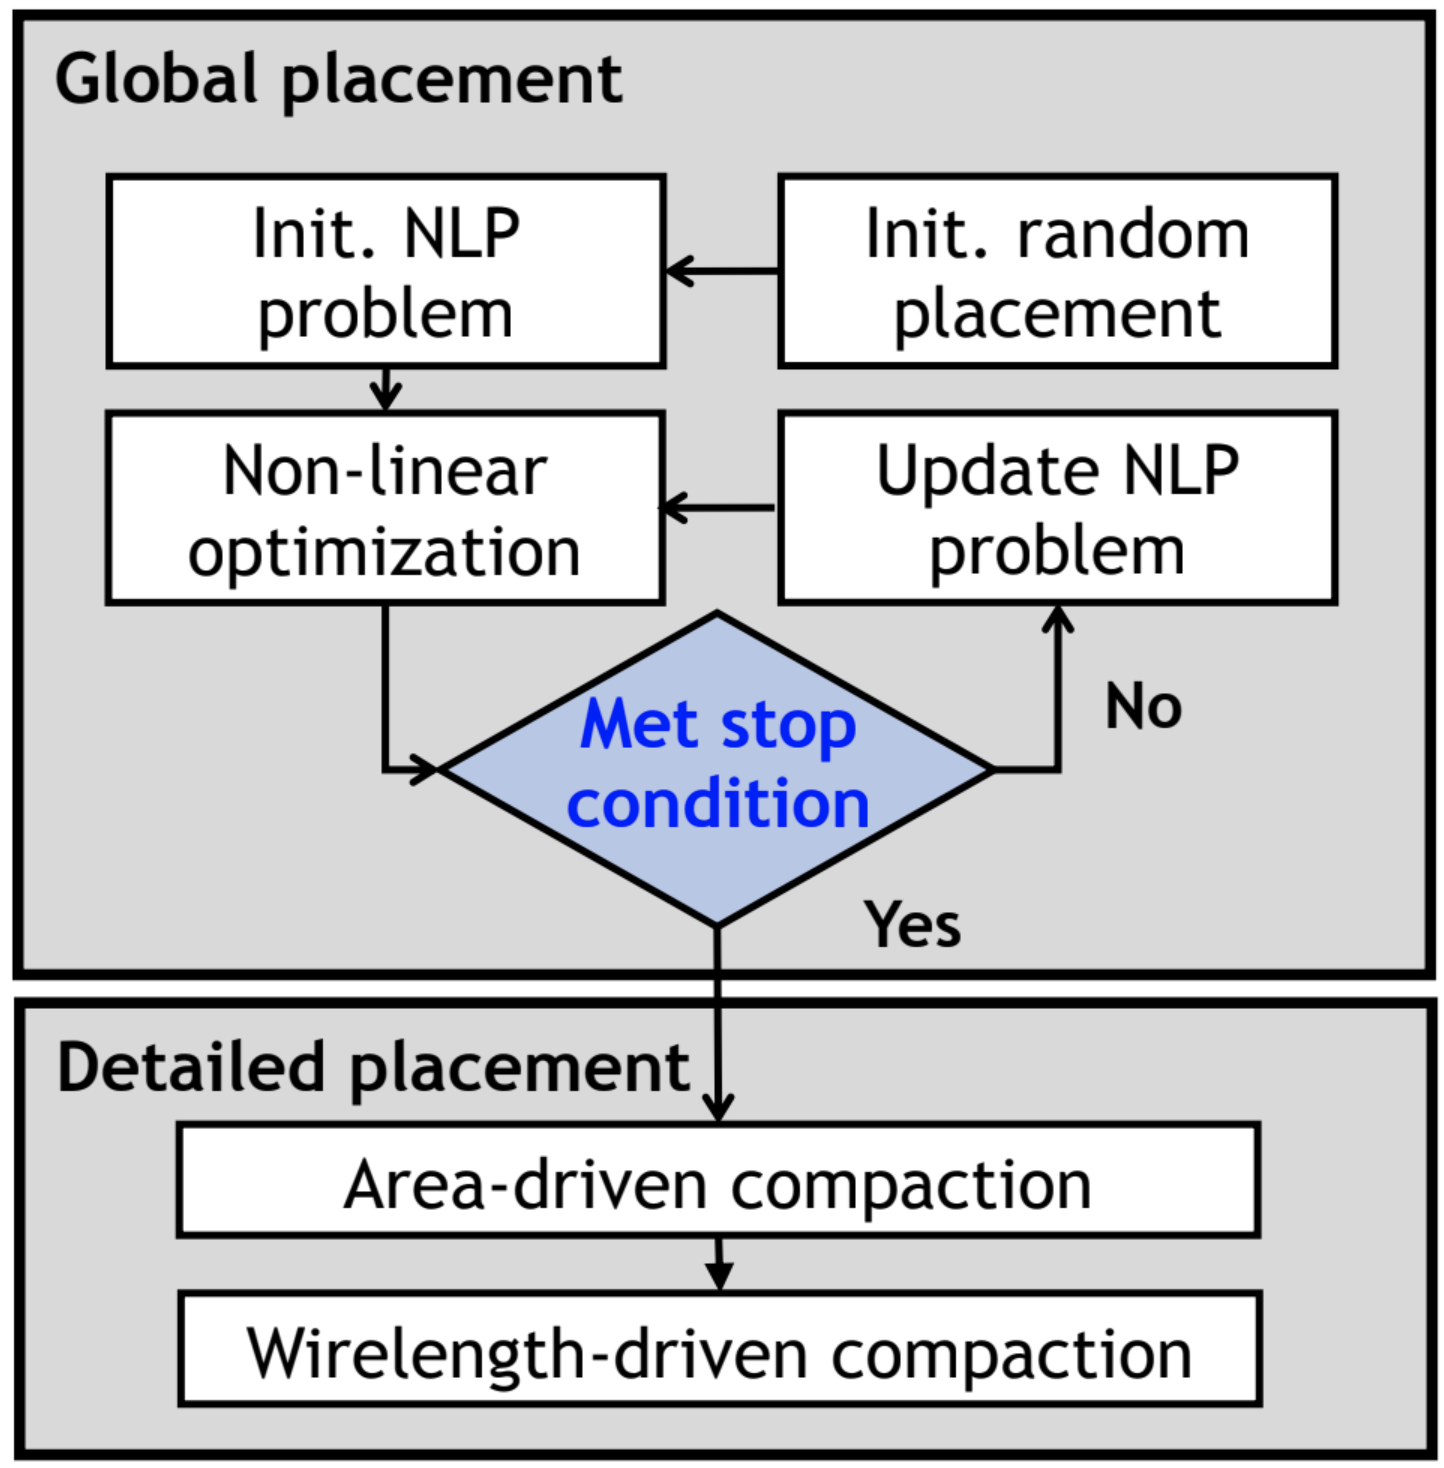 Global placement
Init. NLP
problem
Init. random
placement
Non-linear
optimization
Update NLP
problem
Met stop
condition
No
Yes
Detailed placement
Area-driven compaction
Wirelength-driven compaction